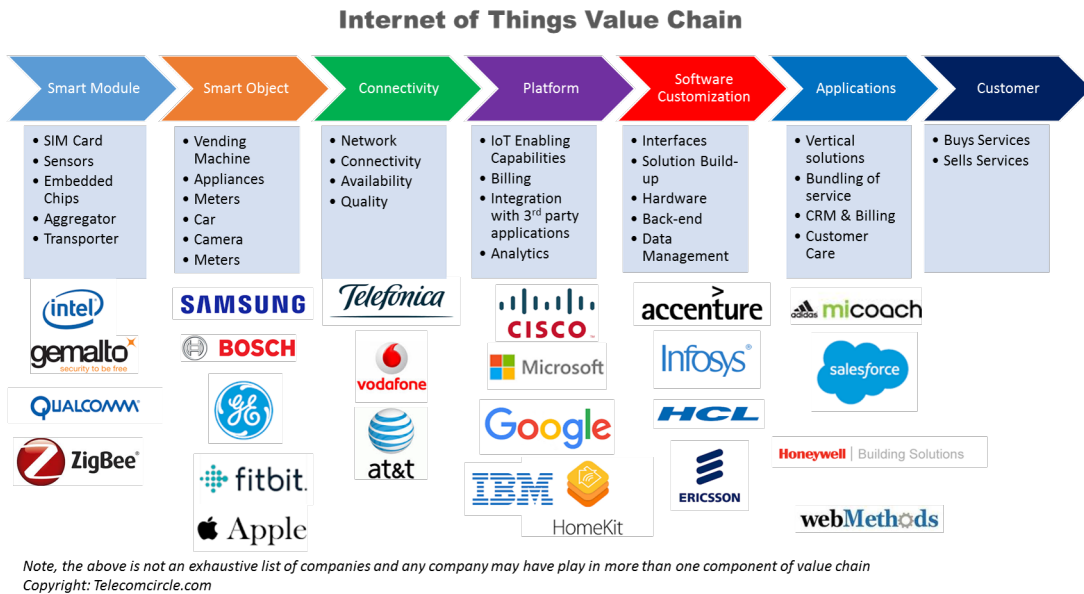 Internet of Things Value Chain
Smart Module
Smart Object
Connectivity
Platform
Software
Customization
Applications
Customer
• SIM Card
• Sensors
• Embedded
Chips
• Aggregator
• Transporter
• Vending
Machine
• Appliances
• Meters
• Car
• Camera
• Meters
• Network
• Connectivity
• Availability
• Quality
• IoT Enabling
Capabilities
• Billing
• Integration
with 3rd party
applications
• Analytics
• Interfaces
• Solution Build-
up
• Hardware
• Back-end
• Data
Management
• Vertical
solutions
• Bundling of
service
• CRM & Billing
• Customer
Care
• Buys Services
• Sells Services
intel
gemalto
security to be free
QUALCOMM
Z ZigBee®
SAMSUNG
BOSCH
GE
fitbit.
Apple
Telefónica
vodafone
at&t
CISCO™
Microsoft
Google
IBM
HomeKit
accenture
Infosys®
HCL
ERICSSON
adidas micoach
salesforce
Honeywell | Building Solutions
webMethods
Note, the above is not an exhaustive list of companies and any company may have play in more than one component of value chain
Copyright: Telecomcircle.com